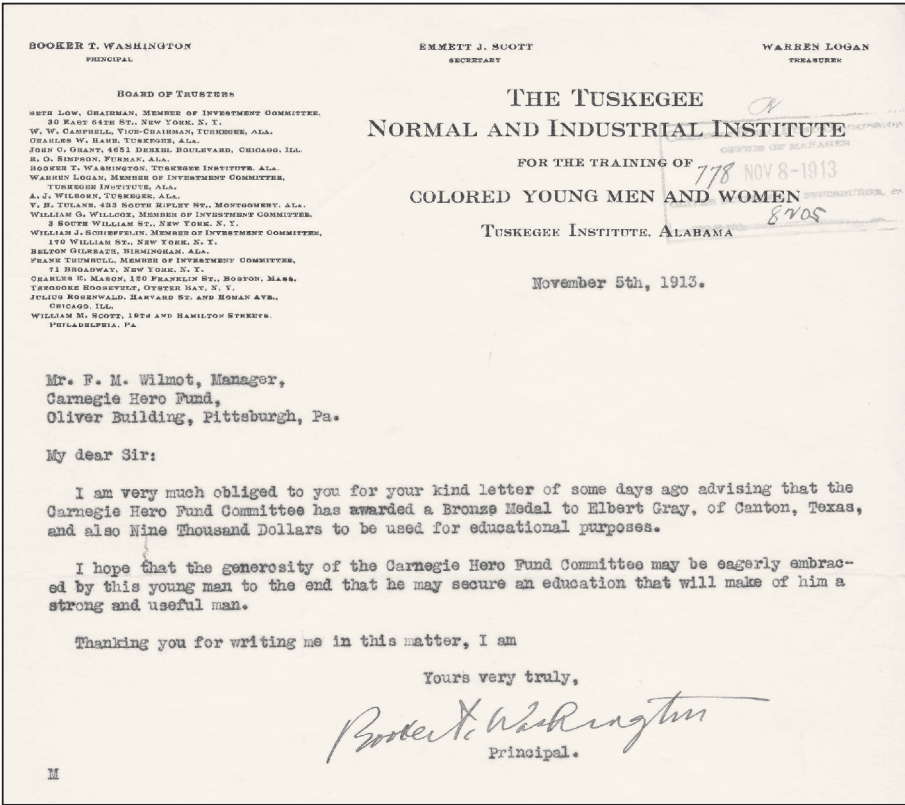 BOOKER T. WASHINGTON
PRINCIPAL
EMMETT J. SCOTT
SECRETARY
WARREN LOGAN
TREASURER
BOARD OF TRUSTEES
SETH LOW, CHAIRMAN, MEMBER OF INVESTMENT COMMITTEE,
30 EAST 64TH ST., NEW YORK, N. Y.
W. W. CAMPBELL, VICE-CHAIRMAN, TUSKEGEE, ALA.
CHARLES W. HARE, TUSKEGEE, ALA.
JOHN C. GRANT, 4651 DREXEL BOULEVARD, CHICAGO, ILL.
R. O. SIMPSON, FURMAN, ALA.
BOOKER T. WASHINGTON, TUSKEGEE INSTITUTE, ALA.
WARREN LOGAN, MEMBER OF INVESTMENT COMMITTEE,
TUSKEGEE INSTITUTE, ALA.
A. J. WILBORN, TUSKEGEE, ALA.
V. H. TULANE, 433 SOUTH RIPLEY ST., MONTGOMERY, ALA.
WILLIAM G. WILLCOX, MEMBER OF INVESTMENT COMMITTEE,
3 SOUTH WILLIAM ST., NEW YORK, N. Y.
WILLIAM J. SCHIEFFELIN, MEMBER OF INVESTMENT COMMITTEE,
170 WILLIAM ST., NEW YORK, N. Y.
BELTON GILREATH, BIRMINGHAM, ALA.
FRANK TRUMBULL, MEMBER OF INVESTMENT COMMITTEE,
71 BROADWAY, NEW YORK, N. Y.
CHARLES E. MASON, 120 FRANKLIN ST., BOSTON, MASS.
THEODORE ROOSEVELT, OYSTER BAY, N. Y.
JULIUS ROSENWALD, HARVARD ST. AND HOMAN AVE.,
CHICAGO, ILL.
WILLIAM M. SCOTT, 19TH AND HAMILTON STREETS,
PHILADELPHIA, PA
THE TUSKEGEE
NORMAL AND INDUSTRIAL INSTITUTE
FOR THE TRAINING OF
COLORED YOUNG MEN AND WOMEN
TUSKEGEE INSTITUTE, ALABAMA
OFFICE OF MANAGER
778 NOV 8-1913
8205
November 5th, 1913.
Mr. F. M. Wilmot, Manager,
Carnegie Hero Fund,
Oliver Building, Pittsburgh, Pa.
My dear Sir:
I am very much obliged to you for your kind letter of some days ago advising that the
Carnegie Hero Fund Committee has awarded a Bronze Medal to Elbert Gray, of Canton, Texas,
and also Nine Thousand Dollars to be used for educational purposes.
I hope that the generosity of the Carnegie Hero Fund Committee may be eagerly embrac-
ed by this young man to the end that he may secure an education that will make of him a
strong and useful man.
Thanking you for writing me in this matter, I am
Yours very truly,
Booker T. Washington
Principal.
M